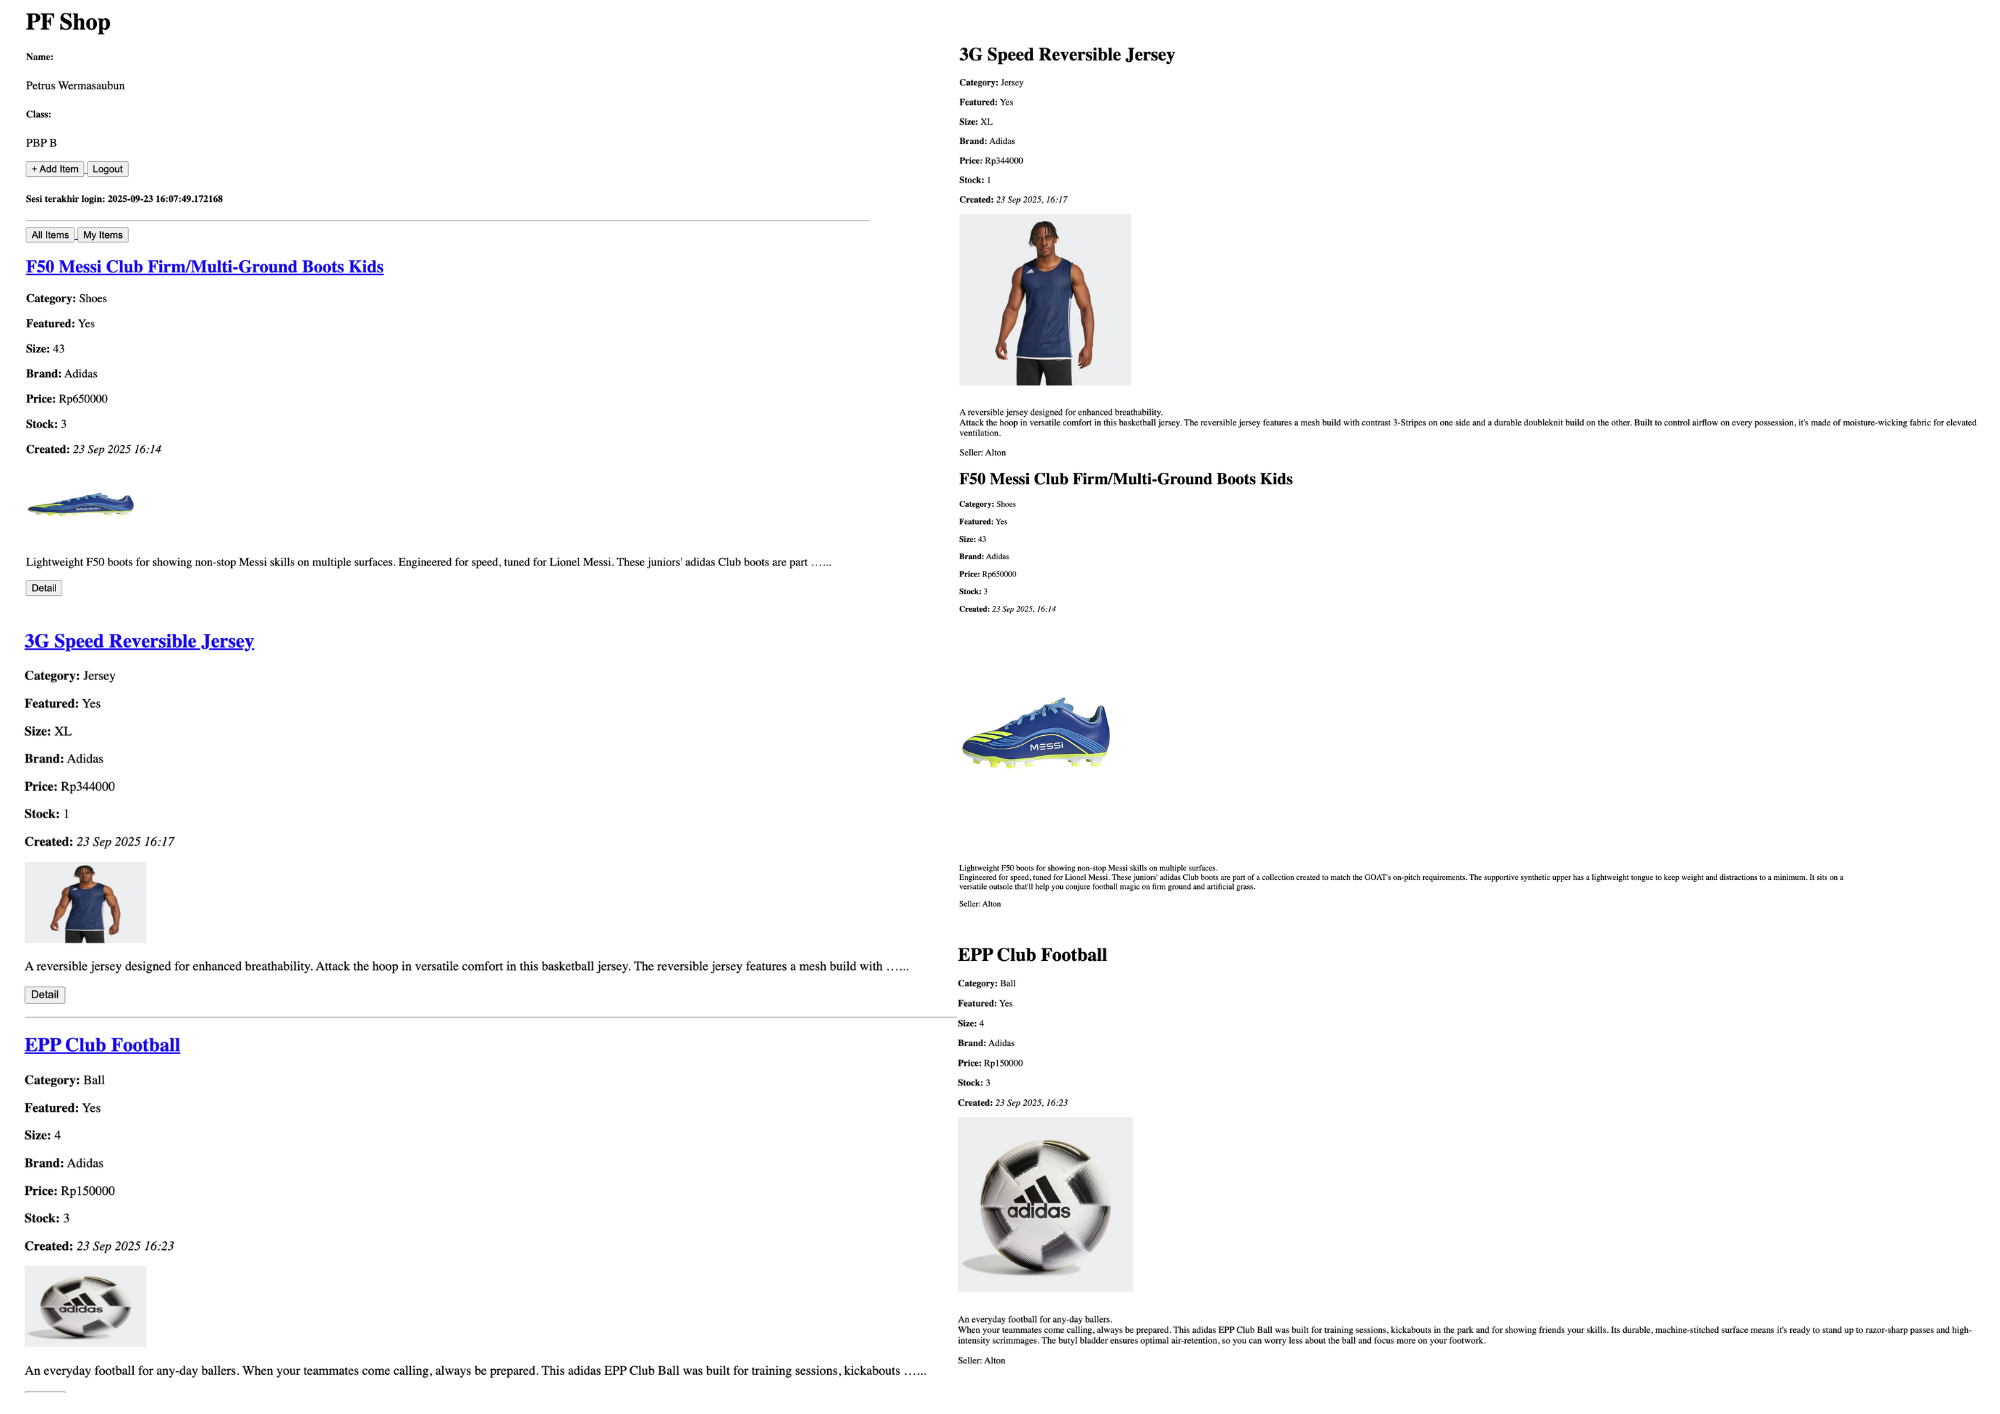 PF Shop
Name:
Petrus Wermasaubun
Class:
PBP B
+ Add Item Logout
Sesi terakhir login: 2025-09-23 16:07:49.172168
All Items My Items
F50 Messi Club Firm/Multi-Ground Boots Kids
Category: Shoes
Featured: Yes
Size: 43
Brand: Adidas
Price: Rp650000
Stock: 3
Created: 23 Sep 2025 16:14
MESSI
Lightweight F50 boots for showing non-stop Messi skills on multiple surfaces. Engineered for speed, tuned for Lionel Messi. These juniors' adidas Club boots are part …...
Detail
3G Speed Reversible Jersey
Category: Jersey
Featured: Yes
Size: XL
Brand: Adidas
Price: Rp344000
Stock: 1
Created: 23 Sep 2025 16:17
A reversible jersey designed for enhanced breathability. Attack the hoop in versatile comfort in this basketball jersey. The reversible jersey features a mesh build with …...
Detail
EPP Club Football
Category: Ball
Featured: Yes
Size: 4
Brand: Adidas
Price: Rp150000
Stock: 3
Created: 23 Sep 2025 16:23
adidas
An everyday football for any-day ballers. When your teammates come calling, always be prepared. This adidas EPP Club Ball was built for training sessions, kickabouts …...
3G Speed Reversible Jersey
Category: Jersey
Featured: Yes
Size: XL
Brand: Adidas
Price: Rp344000
Stock: 1
Created: 23 Sep 2025, 16:17
A reversible jersey designed for enhanced breathability.
Attack the hoop in versatile comfort in this basketball jersey. The reversible jersey features a mesh build with contrast 3-Stripes on one side and a durable doubleknit build on the other. Built to control airflow on every possession, it's made of moisture-wicking fabric for elevated
ventilation.
Seller: Alton
F50 Messi Club Firm/Multi-Ground Boots Kids
Category: Shoes
Featured: Yes
Size: 43
Brand: Adidas
Price: Rp650000
Stock: 3
Created: 23 Sep 2025, 16:14
MESSI
Lightweight F50 boots for showing non-stop Messi skills on multiple surfaces.
Engineered for speed, tuned for Lionel Messi. These juniors' adidas Club boots are part of a collection created to match the GOAT's on-pitch requirements. The supportive synthetic upper has a lightweight tongue to keep weight and distractions to a minimum. It sits on a
versatile outsole that'll help you conjure football magic on firm ground and artificial grass.
Seller: Alton
EPP Club Football
Category: Ball
Featured: Yes
Size: 4
Brand: Adidas
Price: Rp150000
Stock: 3
Created: 23 Sep 2025, 16:23
adidas
An everyday football for any-day ballers.
When your teammates come calling, always be prepared. This adidas EPP Club Ball was built for training sessions, kickabouts in the park and for showing friends your skills. Its durable, machine-stitched surface means it's ready to stand up to razor-sharp passes and high-
intensity scrimmages. The butyl bladder ensures optimal air-retention, so you can worry less about the ball and focus more on your footwork.
Seller: Alton